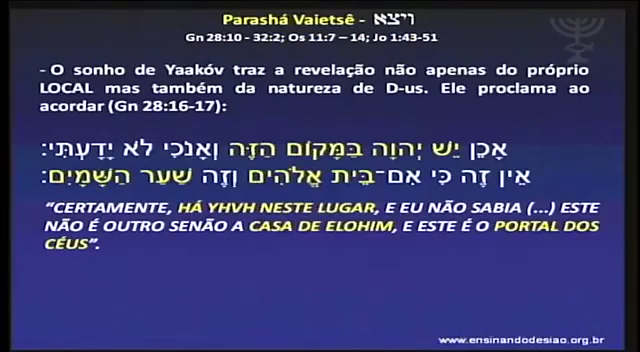 Parashá Vaietsê - ויצא
Gn 28:10 - 32:2; Os 11:7 – 14; Jo 1:43-51
- O sonho de Yaakóv traz a revelação não apenas do próprio
LOCAL mas também da natureza de D-us. Ele proclama ao
acordar (Gn 28:16-17):
אָכֵן יֵשׁ יְהוָה בַּמָּקוֹם הַזֶּה וְאָנֹכִי לֹא יָדָעְתִּי׃
אֵין זֶה כִּי אִם־בֵּית אֱלֹהִים וְזֶה שַׁעַר הַשָּׁמָיִם׃
“CERTAMENTE, HÁ YHVH NESTE LUGAR, E EU NÃO SABIA (...) ESTE
NÃO É OUTRO SENÃO A CASA DE ELOHIM, E ESTE É O PORTAL DOS
CÉUS”.
www.ensinandodesiao.org.br